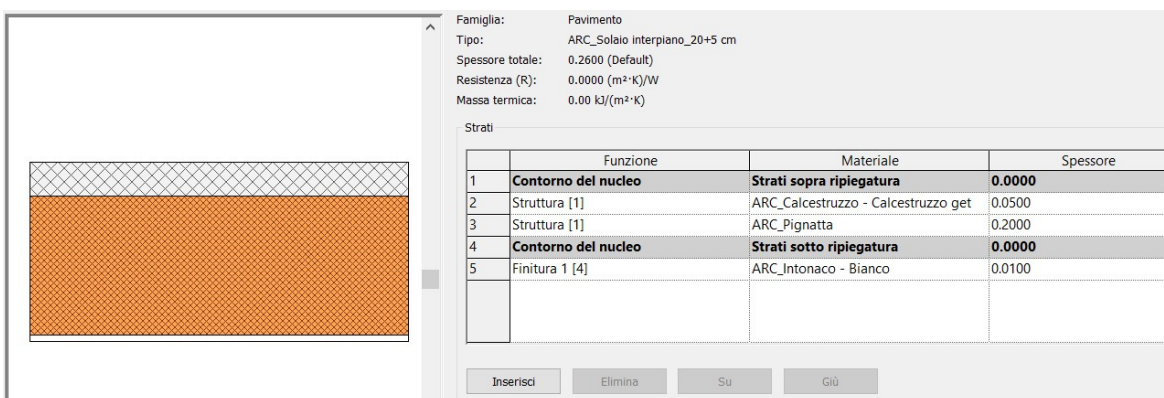 Famiglia: Pavimento
Tipo: ARC_Solaio interpiano_20+5 cm
Spessore totale: 0.2600 (Default)
Resistenza (R): 0.0000 (m²·K)/W
Massa termica: 0.00 kJ/(m²·K)
Strati
Funzione Materiale Spessore
1 Contorno del nucleo Strati sopra ripiegatura 0.0000
2 Struttura [1] ARC_Calcestruzzo - Calcestruzzo get 0.0500
3 Struttura [1] ARC_Pignatta 0.2000
4 Contorno del nucleo Strati sotto ripiegatura 0.0000
5 Finitura 1 [4] ARC_Intonaco - Bianco 0.0100
Inserisci Elimina Su Giù